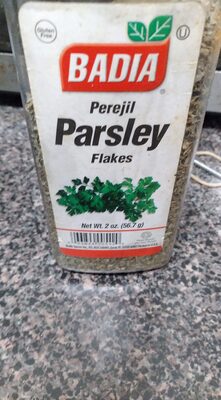 Gluten
Free
U
BADIA
Perejil
Parsley
Flakes
Net Wt. 2 oz. (56.7 g)